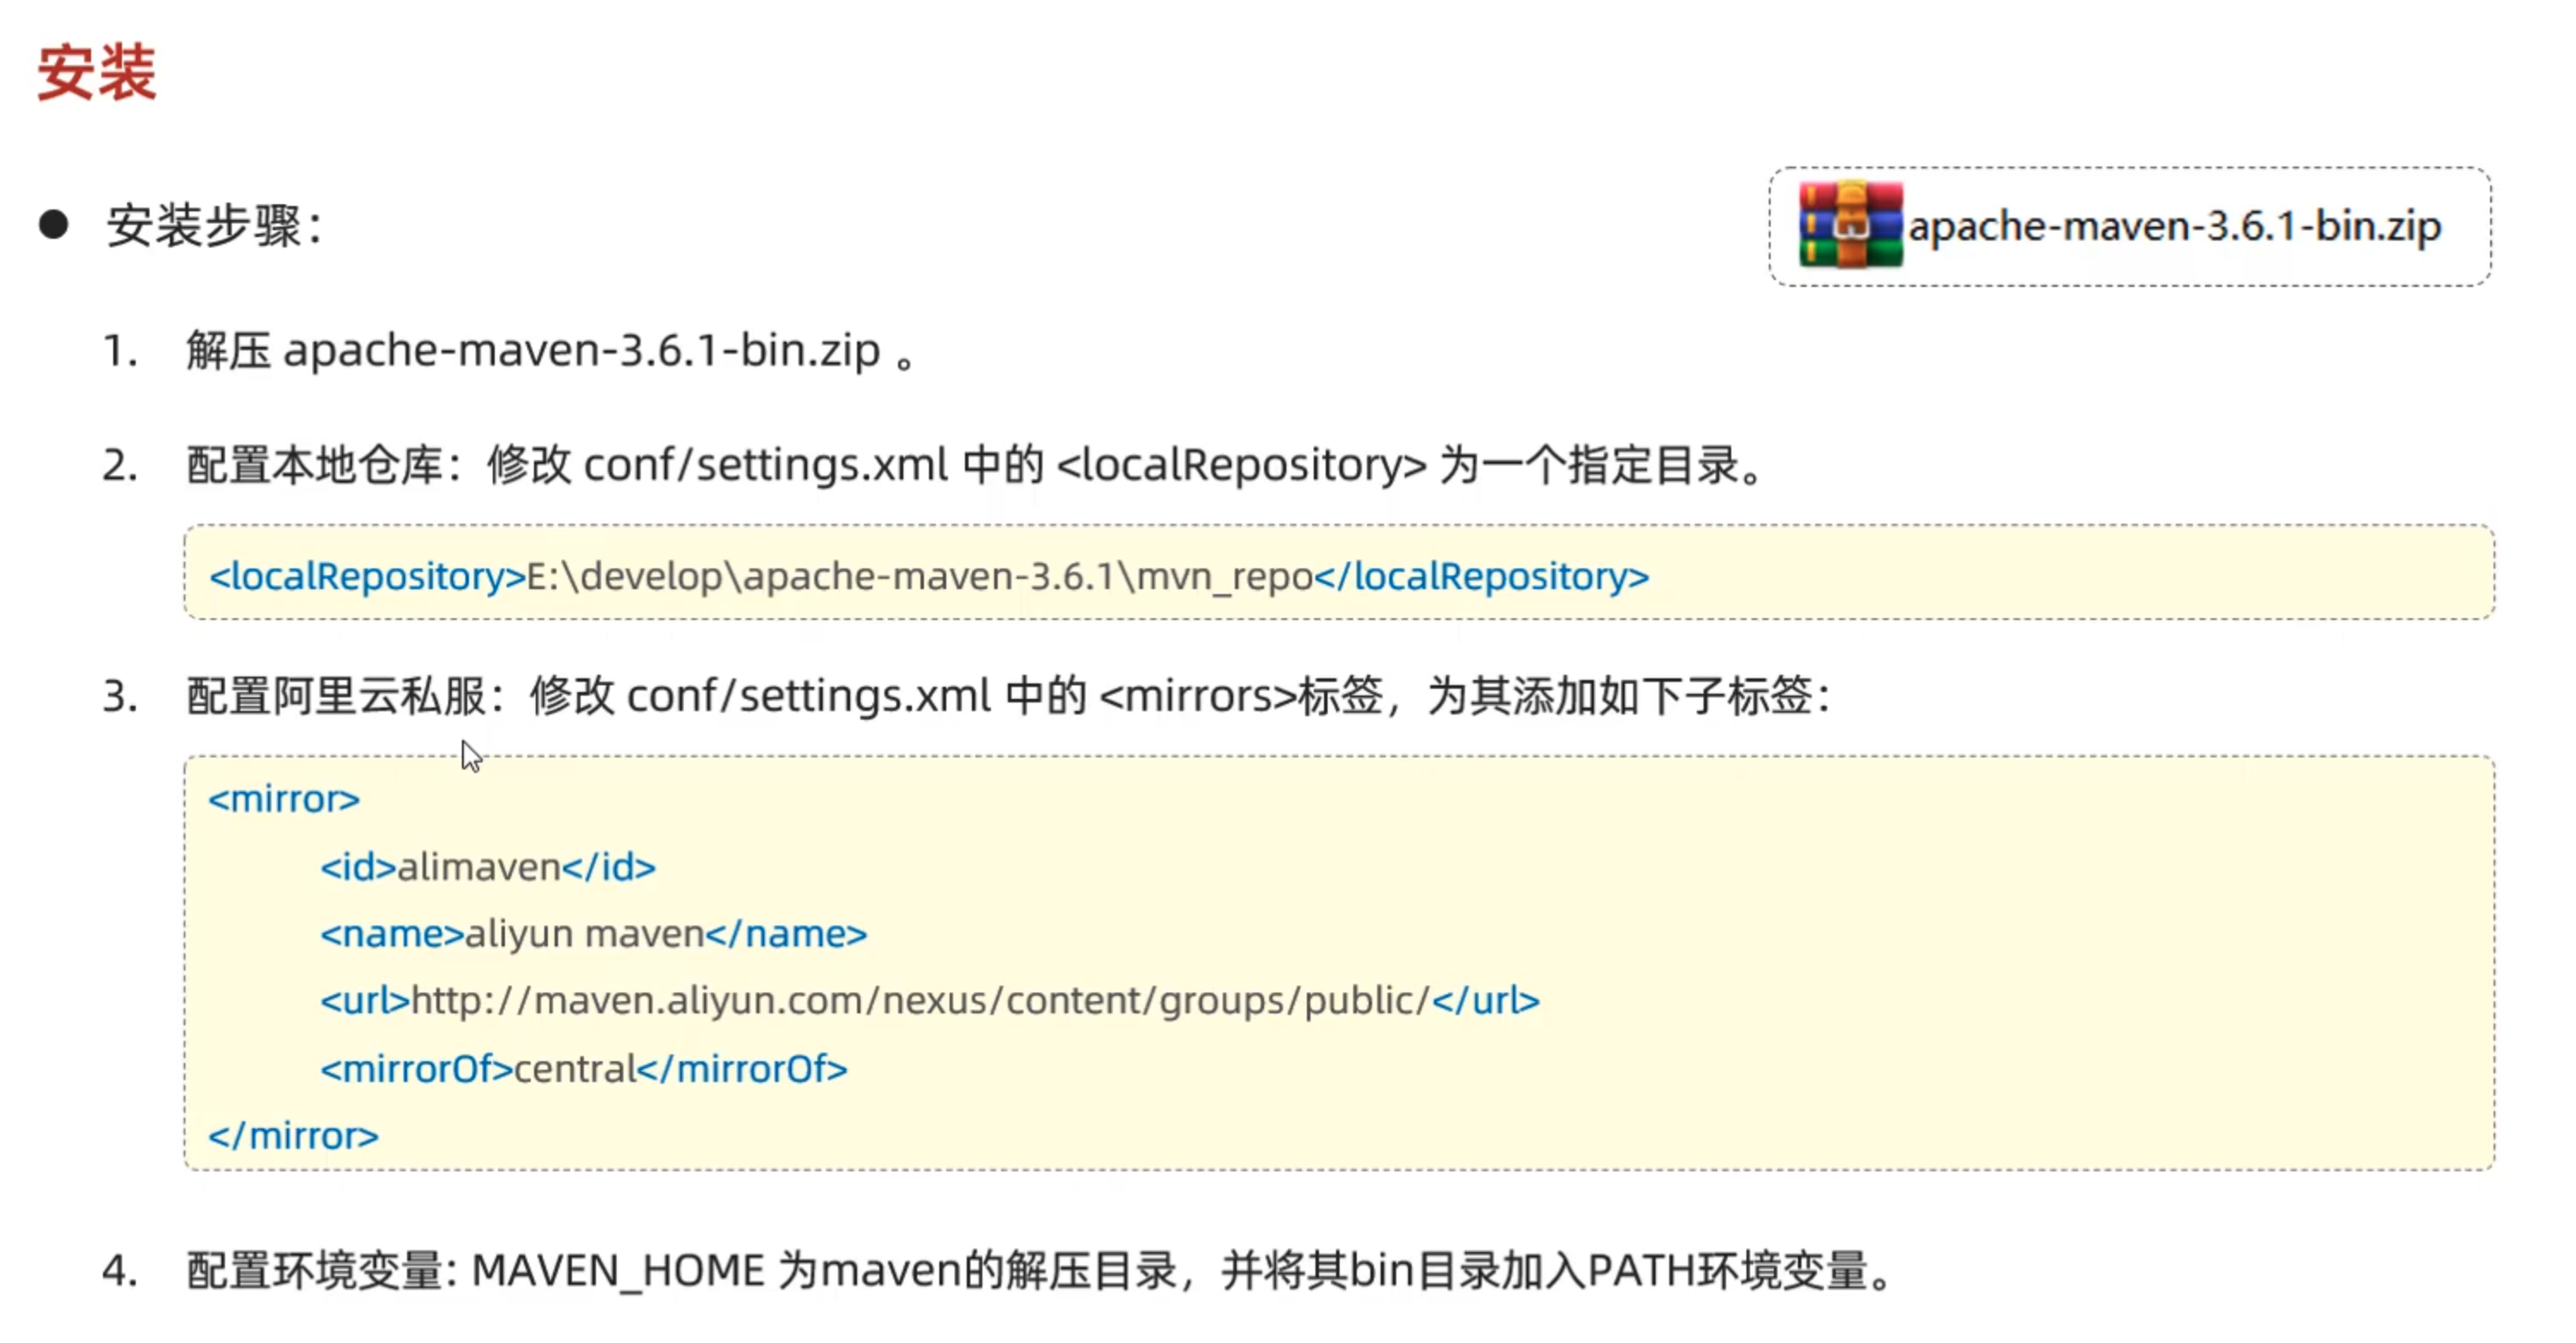 安装
● 安装步骤：
apache-maven-3.6.1-bin.zip
1. 解压 apache-maven-3.6.1-bin.zip 。
2. 配置本地仓库：修改 conf/settings.xml 中的 <localRepository> 为一个指定目录。
<localRepository>E:\develop\apache-maven-3.6.1\mvn_repo</localRepository>
3. 配置阿里云私服：修改 conf/settings.xml 中的 <mirrors>标签，为其添加如下子标签：
<mirror>
<id>alimaven</id>
<name>aliyun maven</name>
<url>http://maven.aliyun.com/nexus/content/groups/public/</url>
<mirrorOf>central</mirrorOf>
</mirror>
4. 配置环境变量: MAVEN_HOME 为maven的解压目录，并将其bin目录加入PATH环境变量。